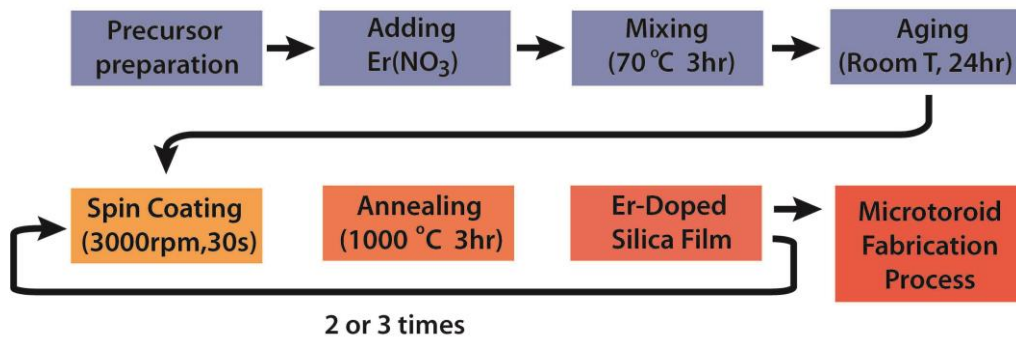 Precursor
preparation
Adding
Er(NO₃)
Mixing
(70 °C 3hr)
Aging
(Room T, 24hr)
Spin Coating
(3000rpm,30s)
Annealing
(1000 °C 3hr)
Er-Doped
Silica Film
Microtoroid
Fabrication
Process
2 or 3 times